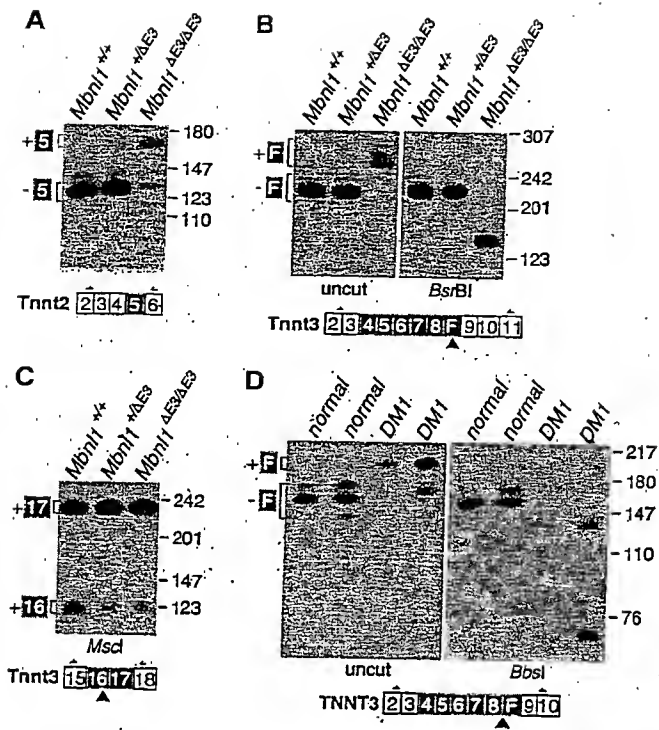 A
Mbnl1 +/+
Mbnl1 +/ΔE3
Mbnl1 ΔE3/ΔE3
+ 5
- 5
180
147
123
110
Tnnt2 2 3 4 5 6
B
Mbnl1 +/+
Mbnl1 +/ΔE3
Mbnl1 ΔE3/ΔE3
Mbnl1 +/+
Mbnl1 +/ΔE3
Mbnl1 ΔE3/ΔE3
+ F
- F
307
242
201
123
uncut BsrBI
Tnnt3 2 3 4 5 6 7 8 F 9 10 11
C
Mbnl1 +/+
Mbnl1 +/ΔE3
Mbnl1 ΔE3/ΔE3
+ 17
+ 16
242
201
147
123
MscI
Tnnt3 15 16 17 18
D
normal normal DM1 DM1 normal normal DM1 DM1
+ F
- F
217
180
147
110
76
uncut BbsI
TNNT3 2 3 4 5 6 7 8 F 9 10